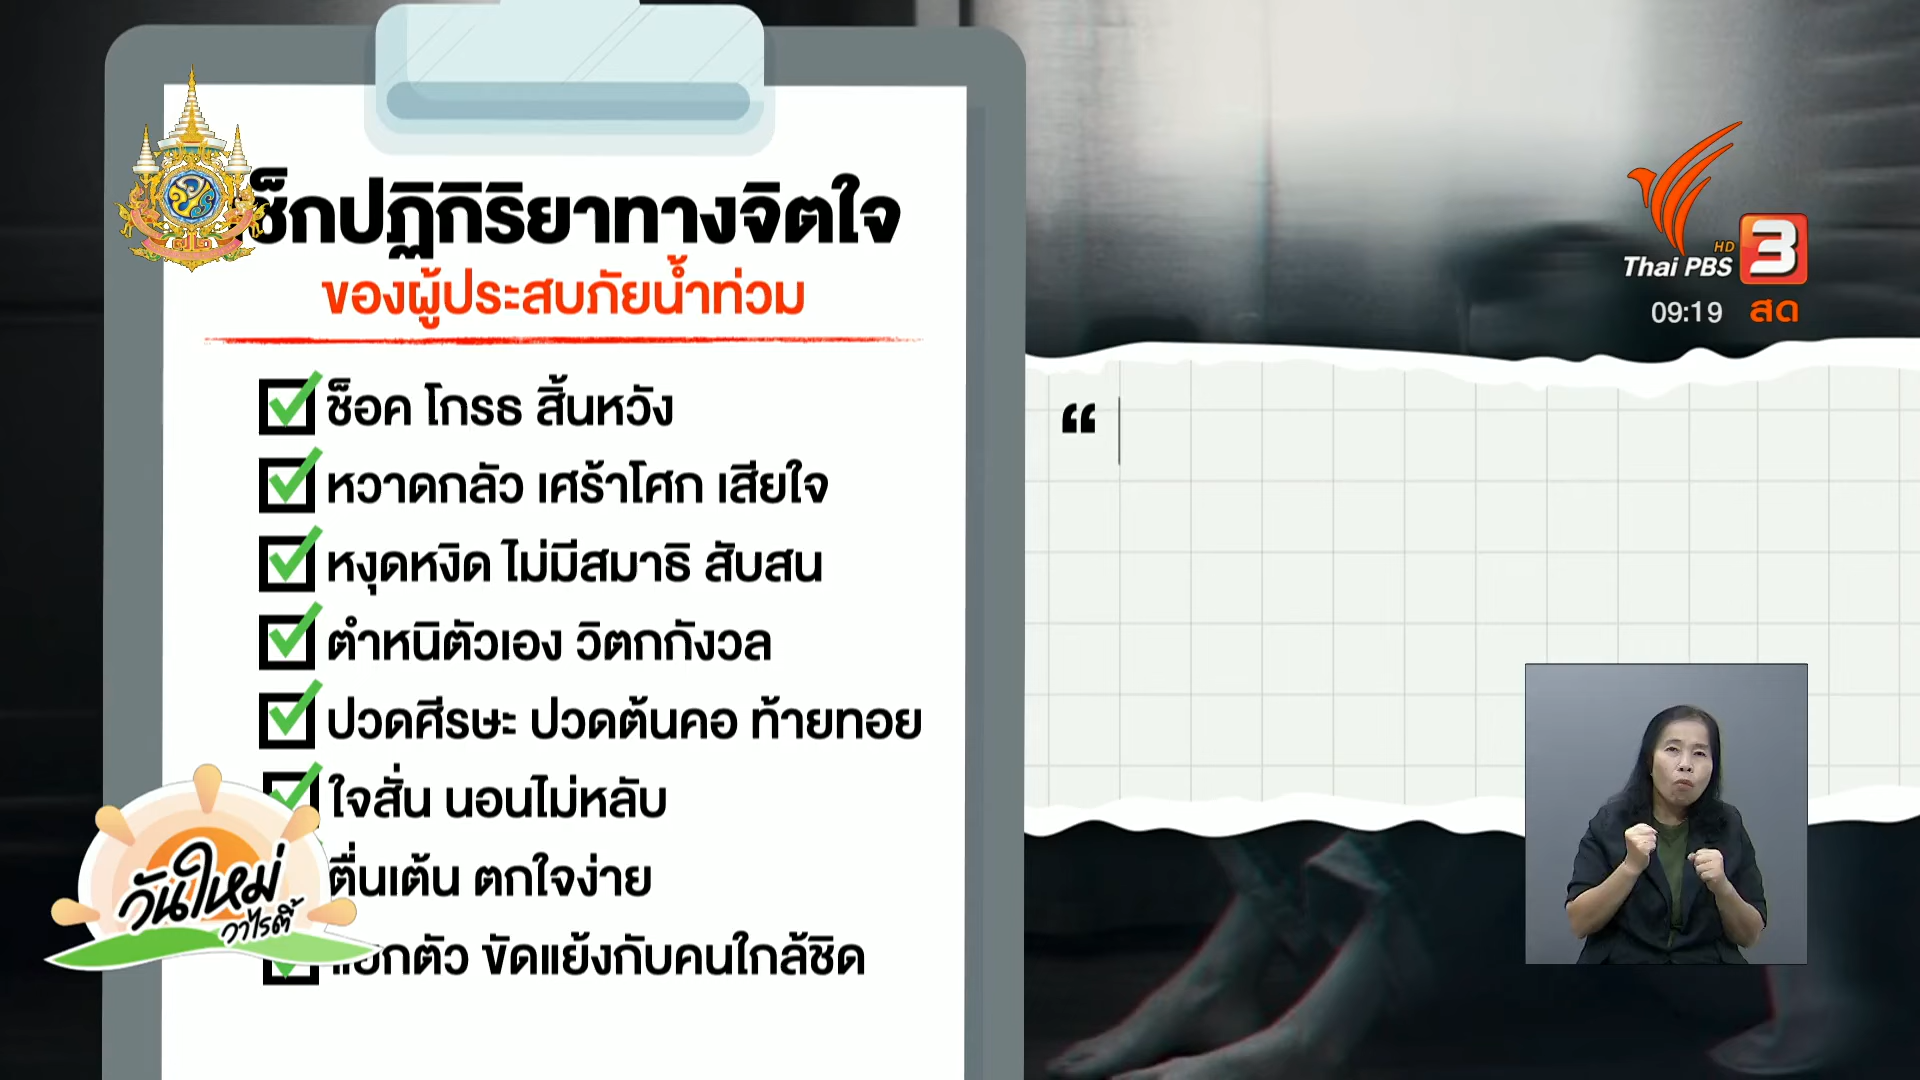 เช็กปฏิกิริยาทางจิตใจ
ของผู้ประสบภัยน้ำท่วม
ช็อค โกรธ สิ้นหวัง
หวาดกลัว เศร้าโศก เสียใจ
หงุดหงิด ไม่มีสมาธิ สับสน
ตำหนิตัวเอง วิตกกังวล
ปวดศีรษะ ปวดต้นคอ ท้ายทอย
ใจสั่น นอนไม่หลับ
ตื่นเต้น ตกใจง่าย
แยกตัว ขัดแย้งกับคนใกล้ชิด
วันใหม่
วาไรตี้
๗๒
HD
Thai PBS 3
09:19 สด
“